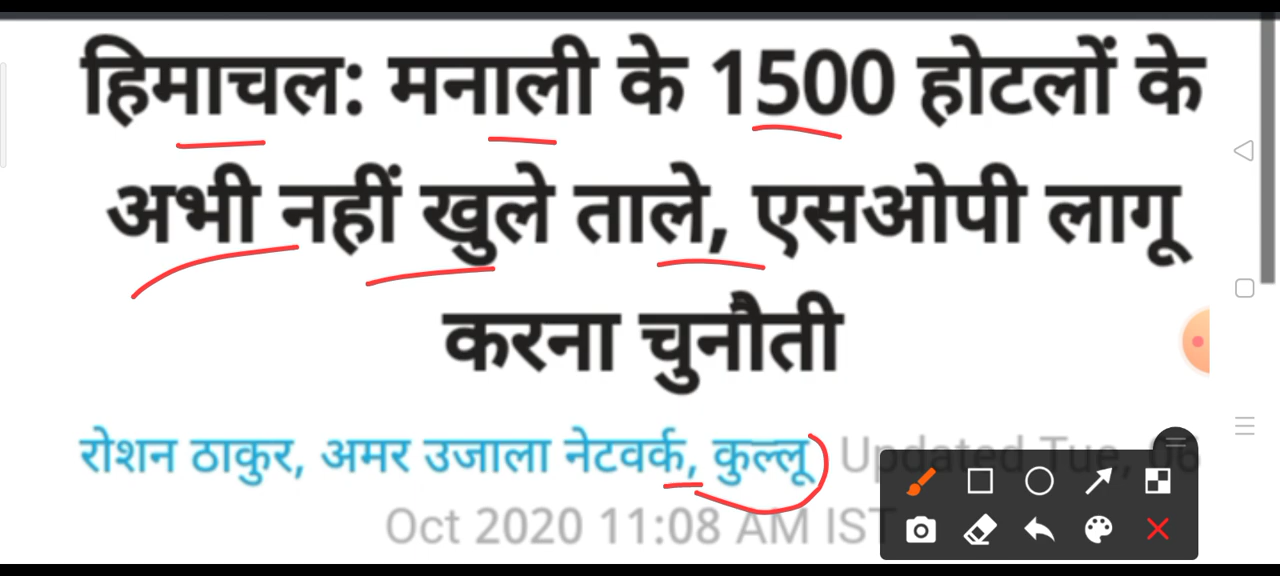 हिमाचल: मनाली के 1500 होटलों के
अभी नहीं खुले ताले, एसओपी लागू
करना चुनौती
रोशन ठाकुर, अमर उजाला नेटवर्क, कुल्लू Updated Tue, 06
Oct 2020 11:08 AM IST